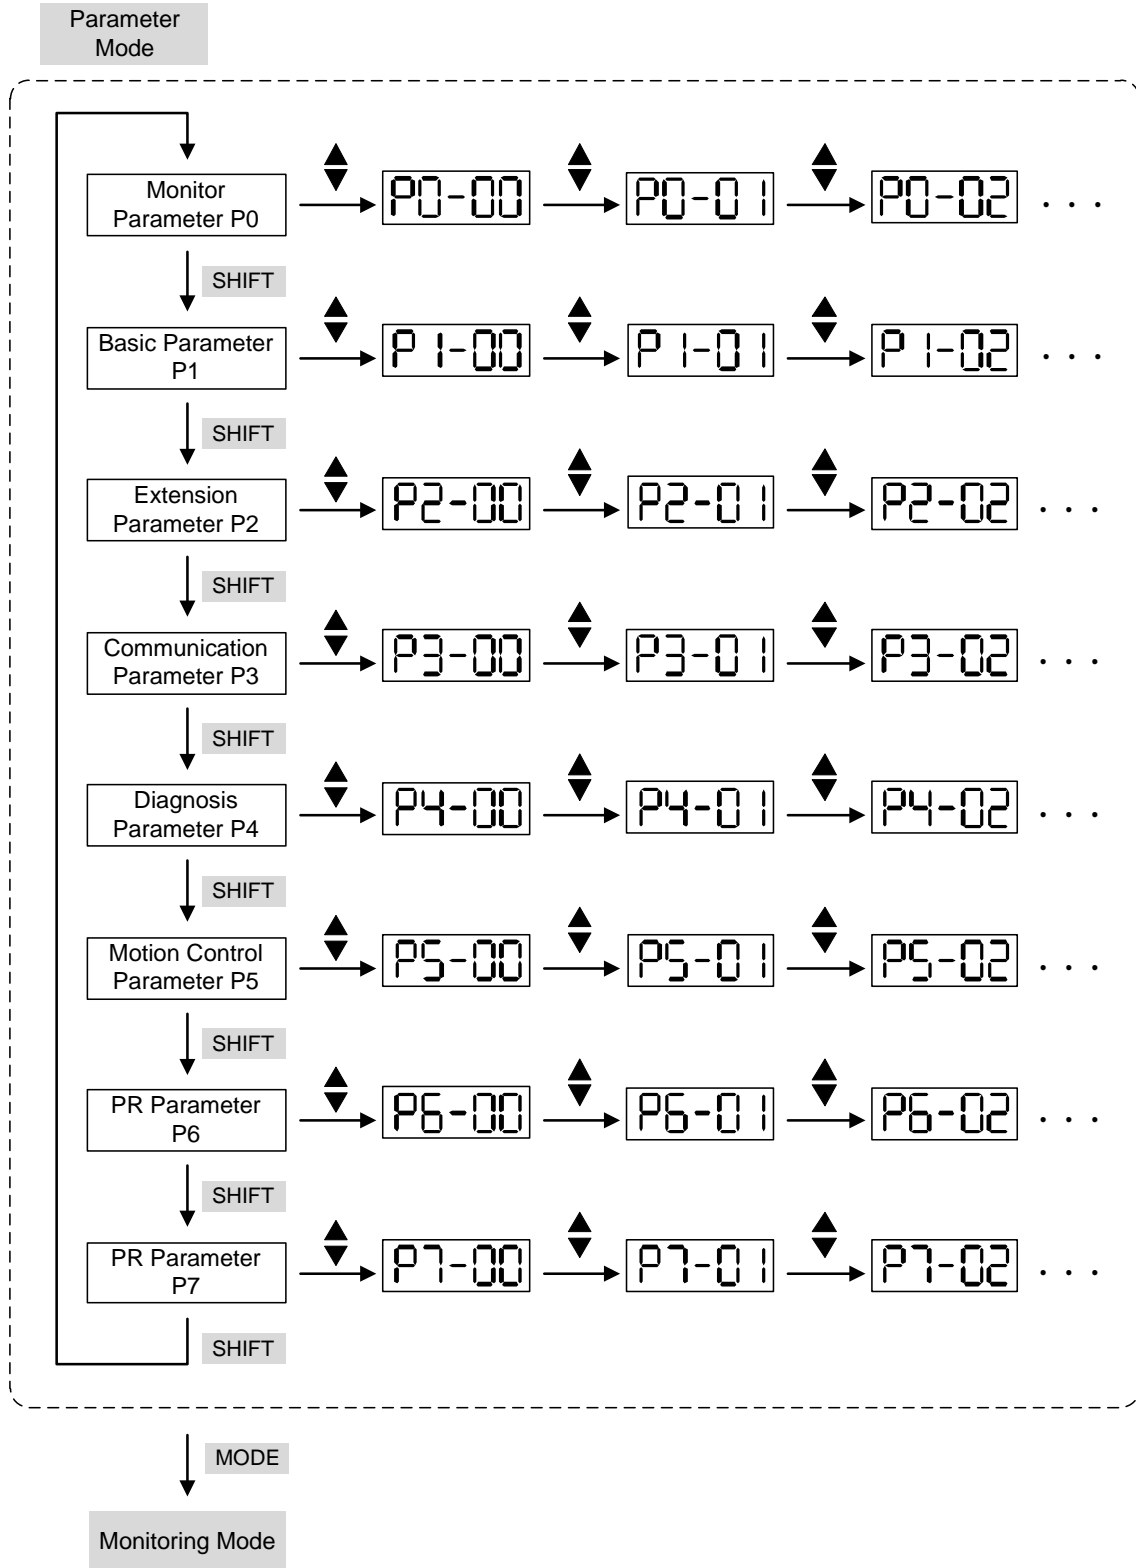 Parameter
Mode
Monitor
Parameter P0
P0-00
P0-01
P0-02
· · ·
SHIFT
Basic Parameter
P1
P1-00
P1-01
P1-02
· · ·
SHIFT
Extension
Parameter P2
P2-00
P2-01
P2-02
· · ·
SHIFT
Communication
Parameter P3
P3-00
P3-01
P3-02
· · ·
SHIFT
Diagnosis
Parameter P4
P4-00
P4-01
P4-02
· · ·
SHIFT
Motion Control
Parameter P5
P5-00
P5-01
P5-02
· · ·
SHIFT
PR Parameter
P6
P6-00
P6-01
P6-02
· · ·
SHIFT
PR Parameter
P7
P7-00
P7-01
P7-02
· · ·
SHIFT
MODE
Monitoring Mode